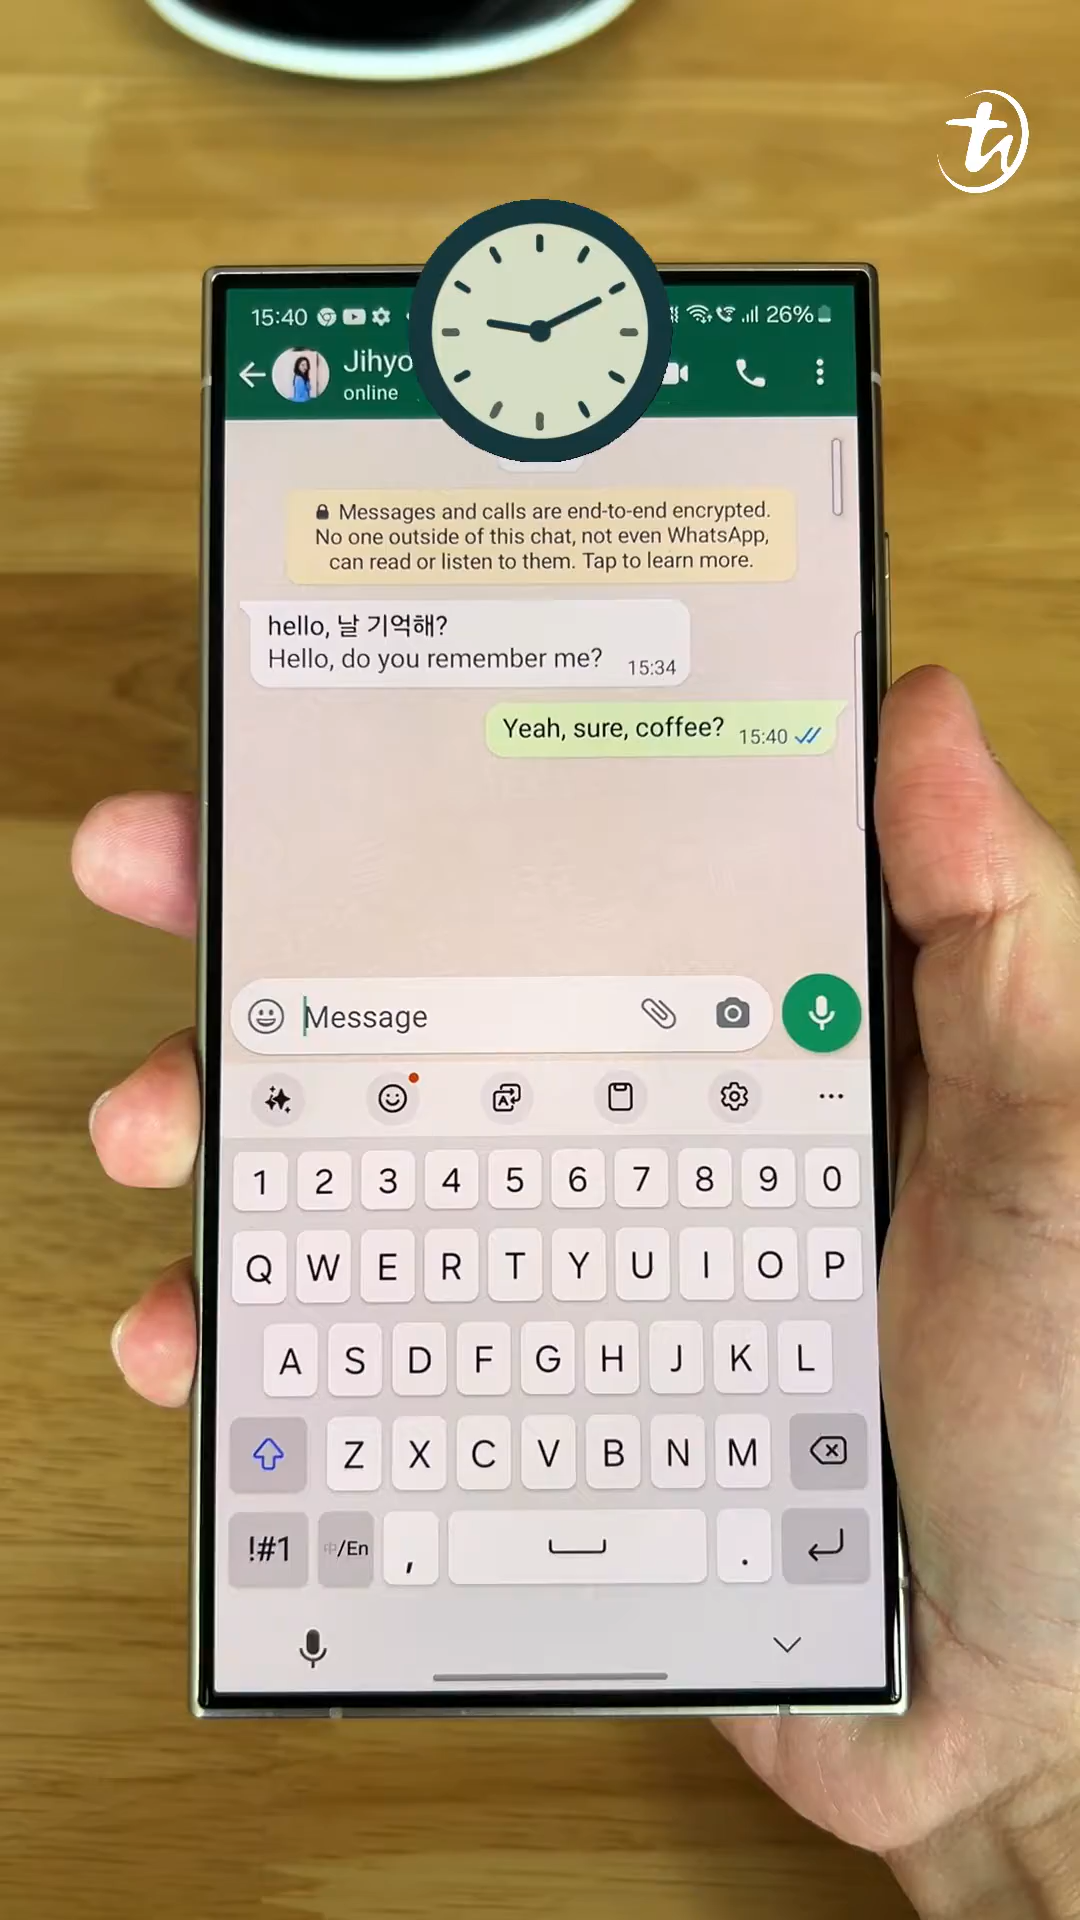 15:40
26%
Jihyo
online
Messages and calls are end-to-end encrypted.
No one outside of this chat, not even WhatsApp,
can read or listen to them. Tap to learn more.
hello, 날 기억해?
Hello, do you remember me? 15:34
Yeah, sure, coffee? 15:40
Message
1 2 3 4 5 6 7 8 9 0
Q W E R T Y U I O P
A S D F G H J K L
Z X C V B N M
!#1 中/En , .